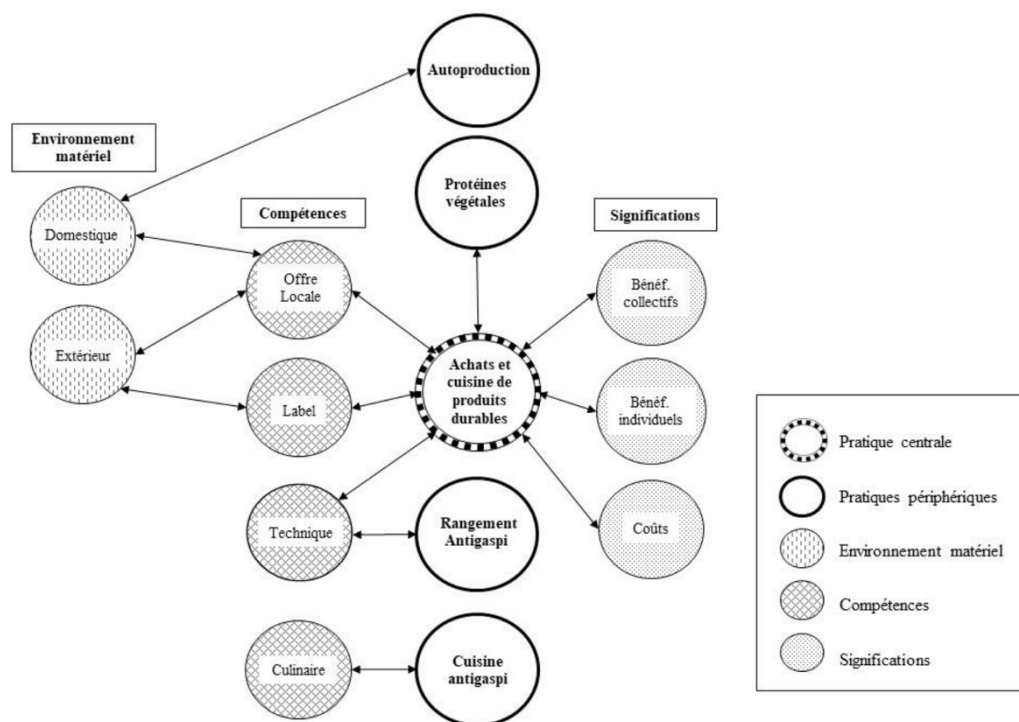 Autoproduction
Environnement
matériel
Protéines
végétales
Compétences
Significations
Domestique
Offre
Locale
Bénéf.
collectifs
Extérieur
Achats et
cuisine de
produits
durables
Label
Bénéf.
individuels
Pratique centrale
Pratiques périphériques
Technique
Rangement
Antigaspi
Coûts
Environnement matériel
Compétences
Culinaire
Cuisine
antigaspi
Significations